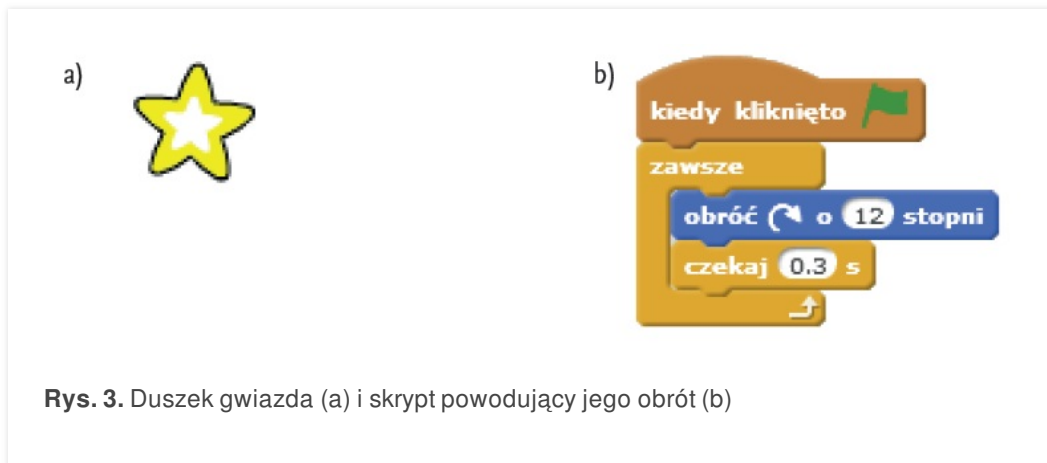 a)
b)
kiedy kliknięto
zawsze
obróć o 12 stopni
czekaj 0.3 s
Rys. 3. Duszek gwiazda (a) i skrypt powodujący jego obrót (b)